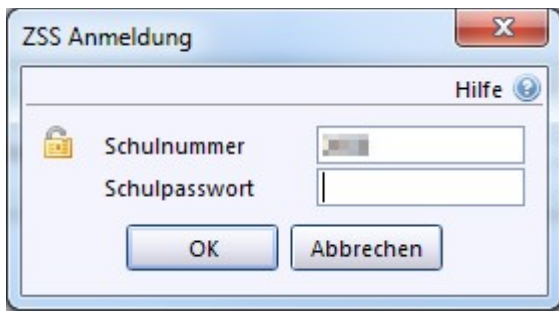 ZSS Anmeldung
Hilfe
Schulnummer
Schulpasswort
OK Abbrechen